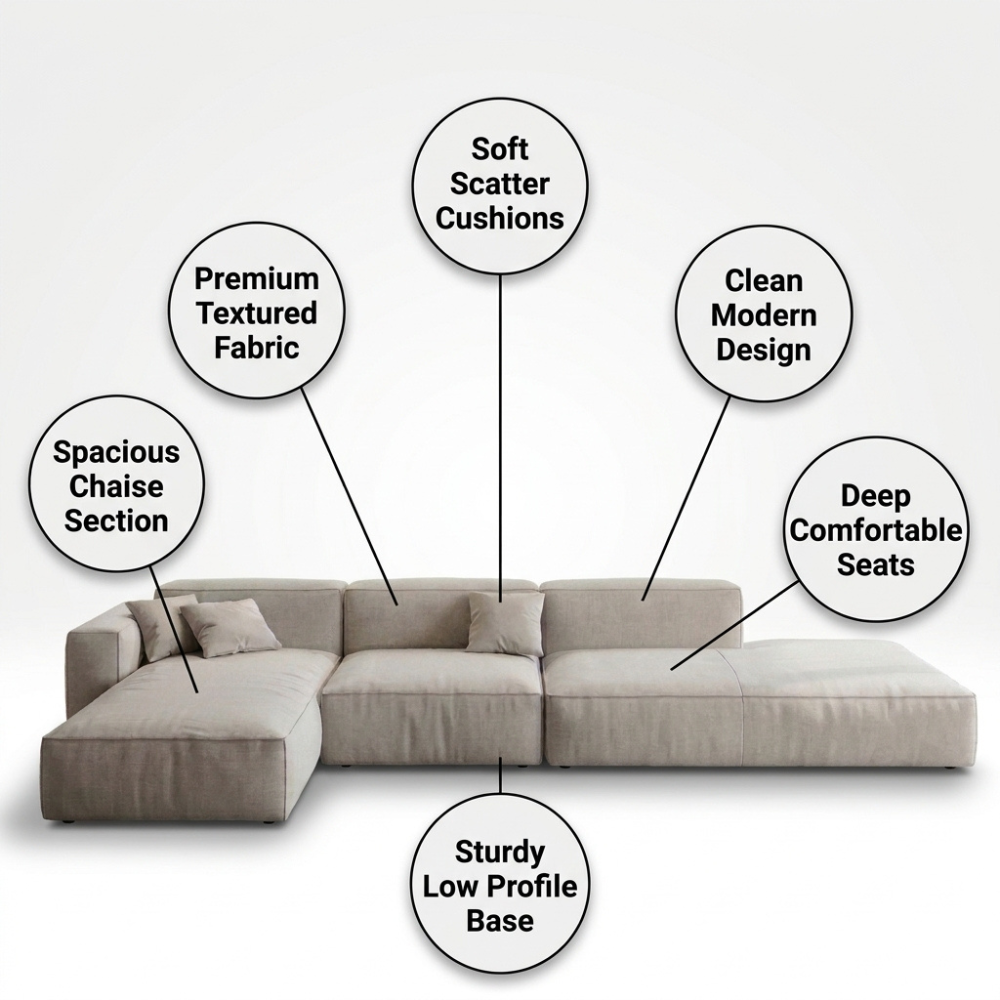 Soft
Scatter
Cushions
Premium
Textured
Fabric
Clean
Modern
Design
Spacious
Chaise
Section
Deep
Comfortable
Seats
Sturdy
Low Profile
Base